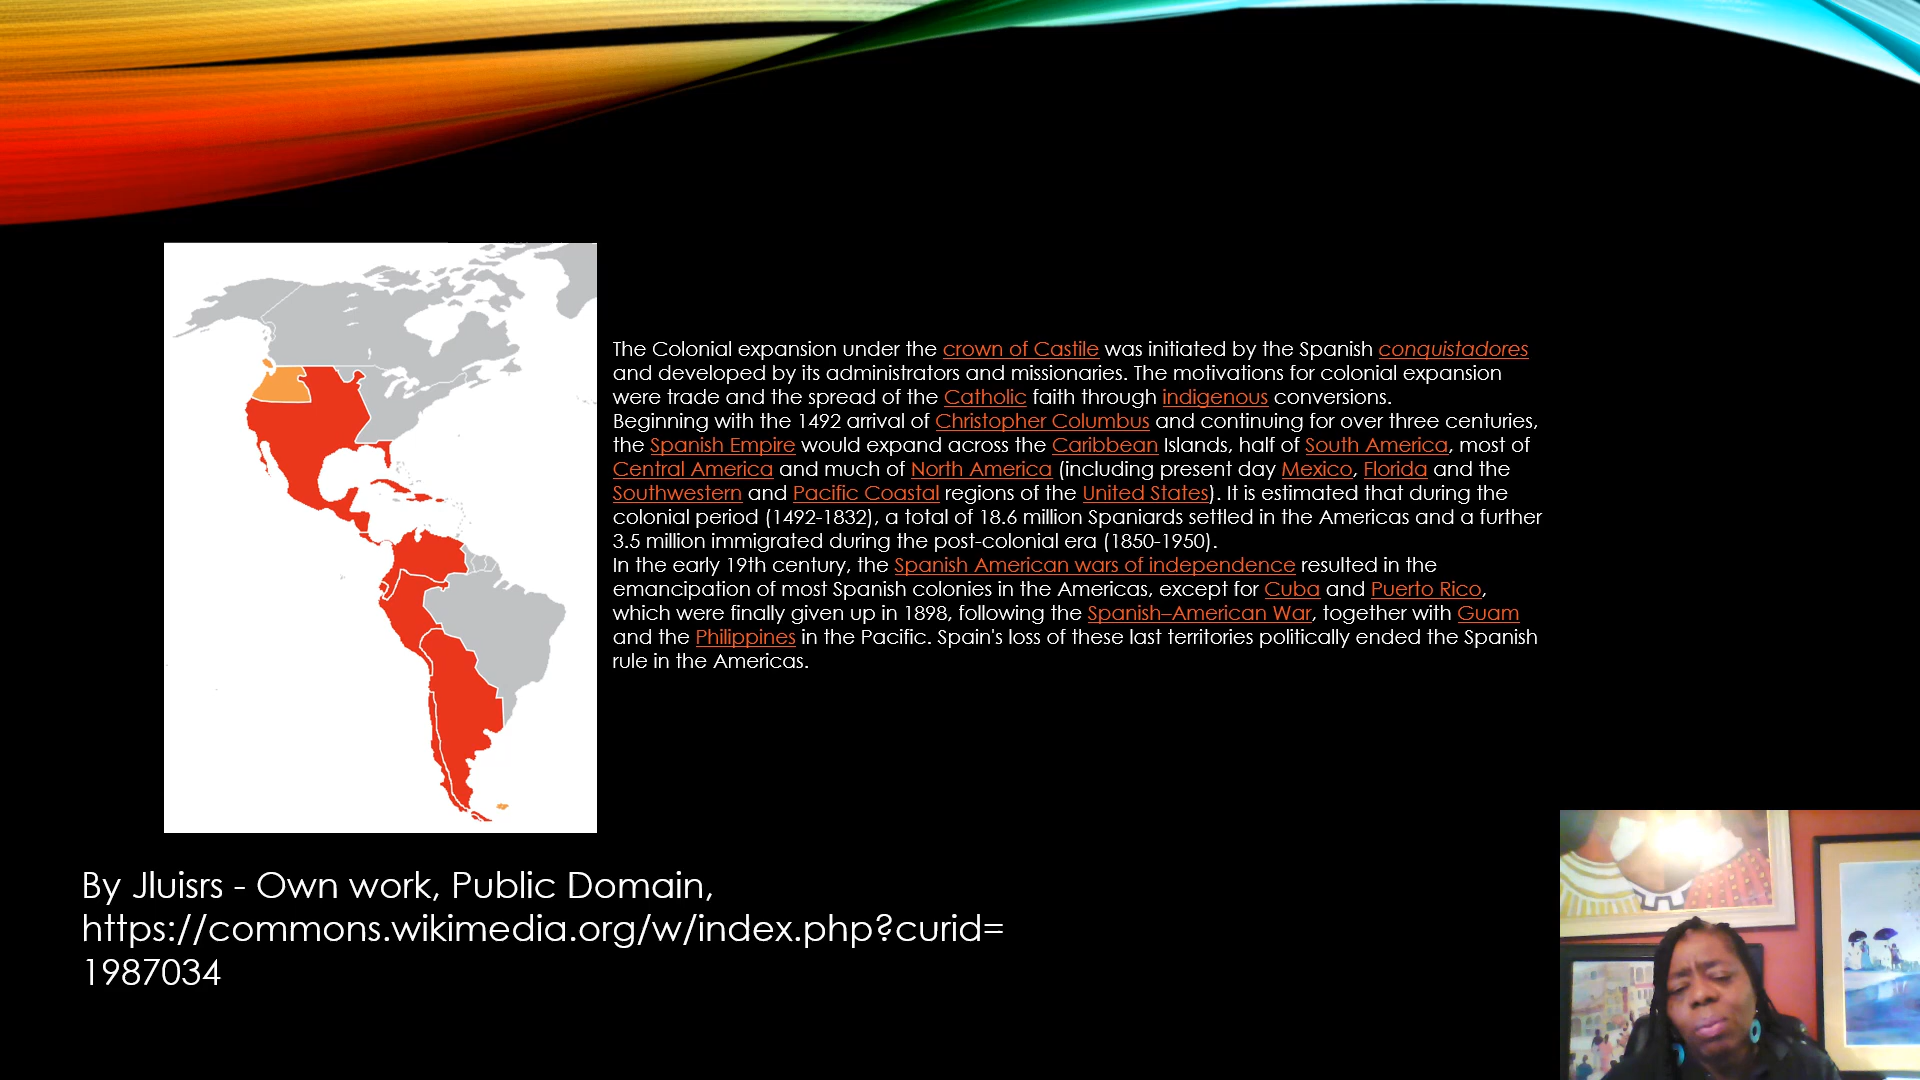 The Colonial expansion under the crown of Castile was initiated by the Spanish conquistadores
and developed by its administrators and missionaries. The motivations for colonial expansion
were trade and the spread of the Catholic faith through indigenous conversions.
Beginning with the 1492 arrival of Christopher Columbus and continuing for over three centuries,
the Spanish Empire would expand across the Caribbean Islands, half of South America, most of
Central America and much of North America (including present day Mexico, Florida and the
Southwestern and Pacific Coastal regions of the United States). It is estimated that during the
colonial period (1492-1832), a total of 18.6 million Spaniards settled in the Americas and a further
3.5 million immigrated during the post-colonial era (1850-1950).
In the early 19th century, the Spanish American wars of independence resulted in the
emancipation of most Spanish colonies in the Americas, except for Cuba and Puerto Rico,
which were finally given up in 1898, following the Spanish–American War, together with Guam
and the Philippines in the Pacific. Spain's loss of these last territories politically ended the Spanish
rule in the Americas.
By Jluisrs - Own work, Public Domain,
https://commons.wikimedia.org/w/index.php?curid=
1987034